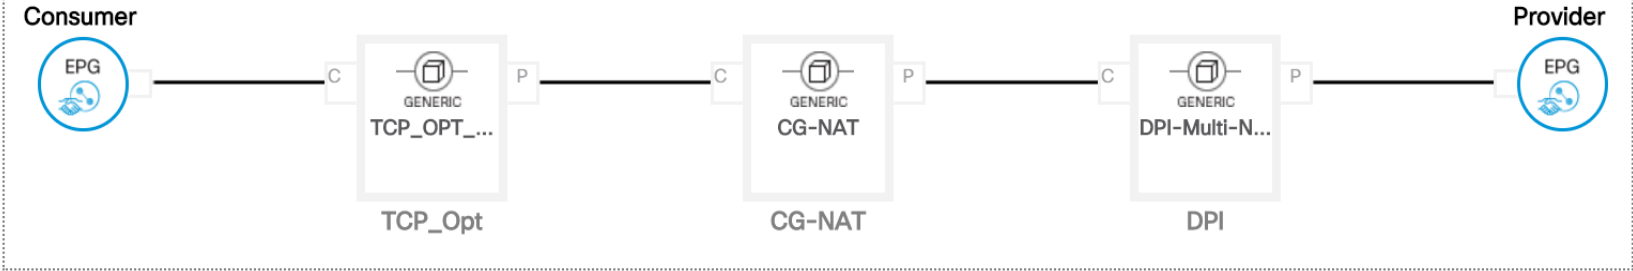 Consumer
Provider
EPG
EPG
C
P
C
P
C
P
GENERIC
GENERIC
GENERIC
TCP_OPT_...
CG-NAT
DPI-Multi-N...
TCP_Opt
CG-NAT
DPI